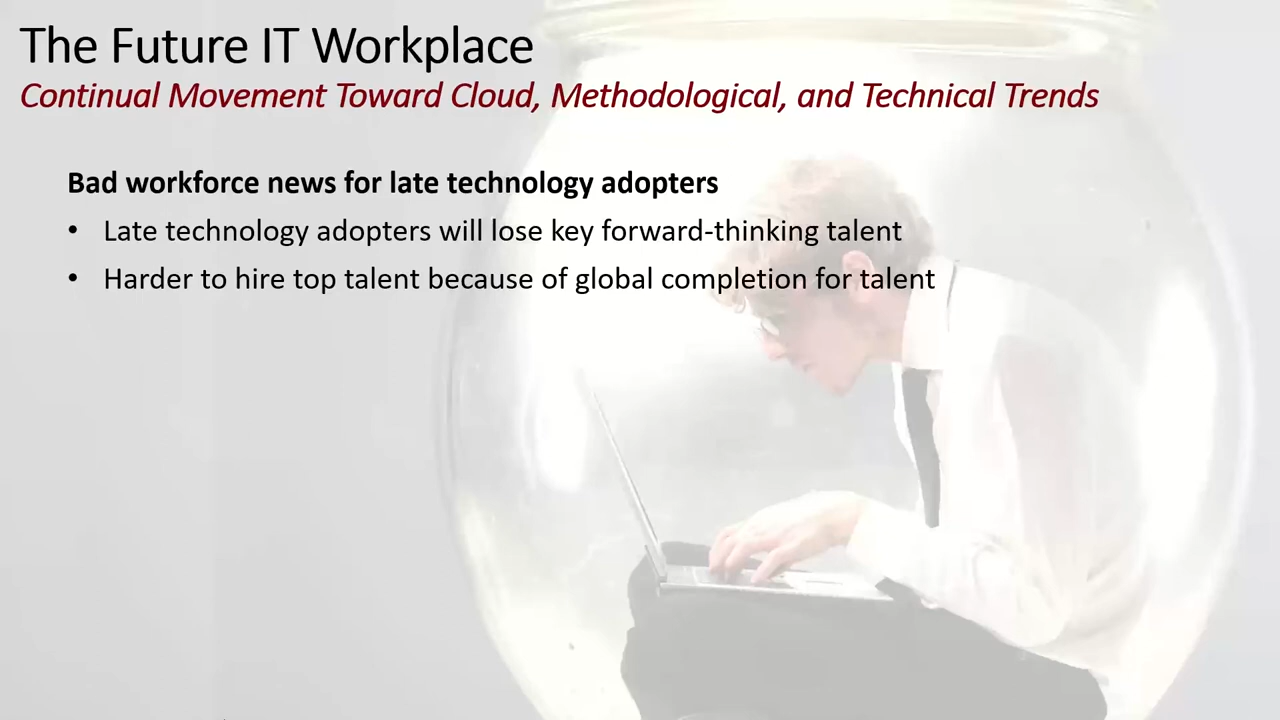 The Future IT Workplace
Continual Movement Toward Cloud, Methodological, and Technical Trends
Bad workforce news for late technology adopters
• Late technology adopters will lose key forward-thinking talent
• Harder to hire top talent because of global completion for talent